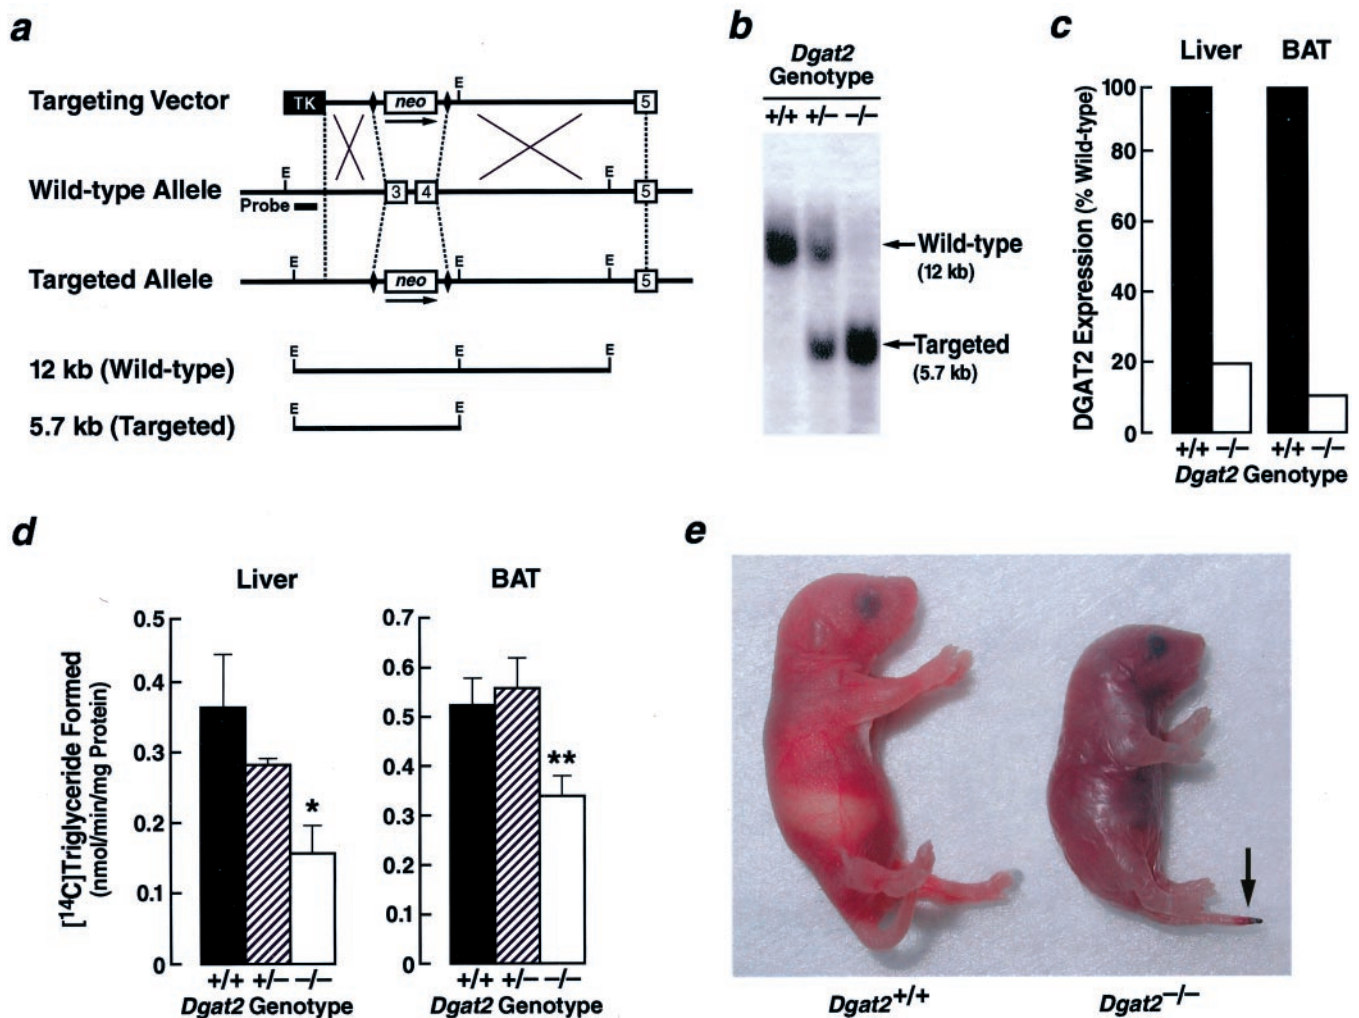 a
Targeting Vector
TK
neo
E
5
Wild-type Allele
E
3
4
E
5
Probe
Targeted Allele
E
neo
E
5
12 kb (Wild-type)
E
E
E
5.7 kb (Targeted)
E
E
b
Dgat2
Genotype
+/+ +/– –/–
Wild-type
(12 kb)
Targeted
(5.7 kb)
c
Liver BAT
DGAT2 Expression (% Wild-type)
100
80
60
40
20
0
+/+ –/– +/+ –/–
Dgat2 Genotype
d
Liver
[14C]Triglyceride Formed
(nmol/min/mg Protein)
0.5
0.4
0.3
0.2
0.1
0
*
+/+ +/– –/–
Dgat2 Genotype
BAT
0.7
0.6
0.5
0.4
0.3
0.2
0.1
0
**
+/+ +/– –/–
Dgat2 Genotype
e
Dgat2+/+
Dgat2–/–